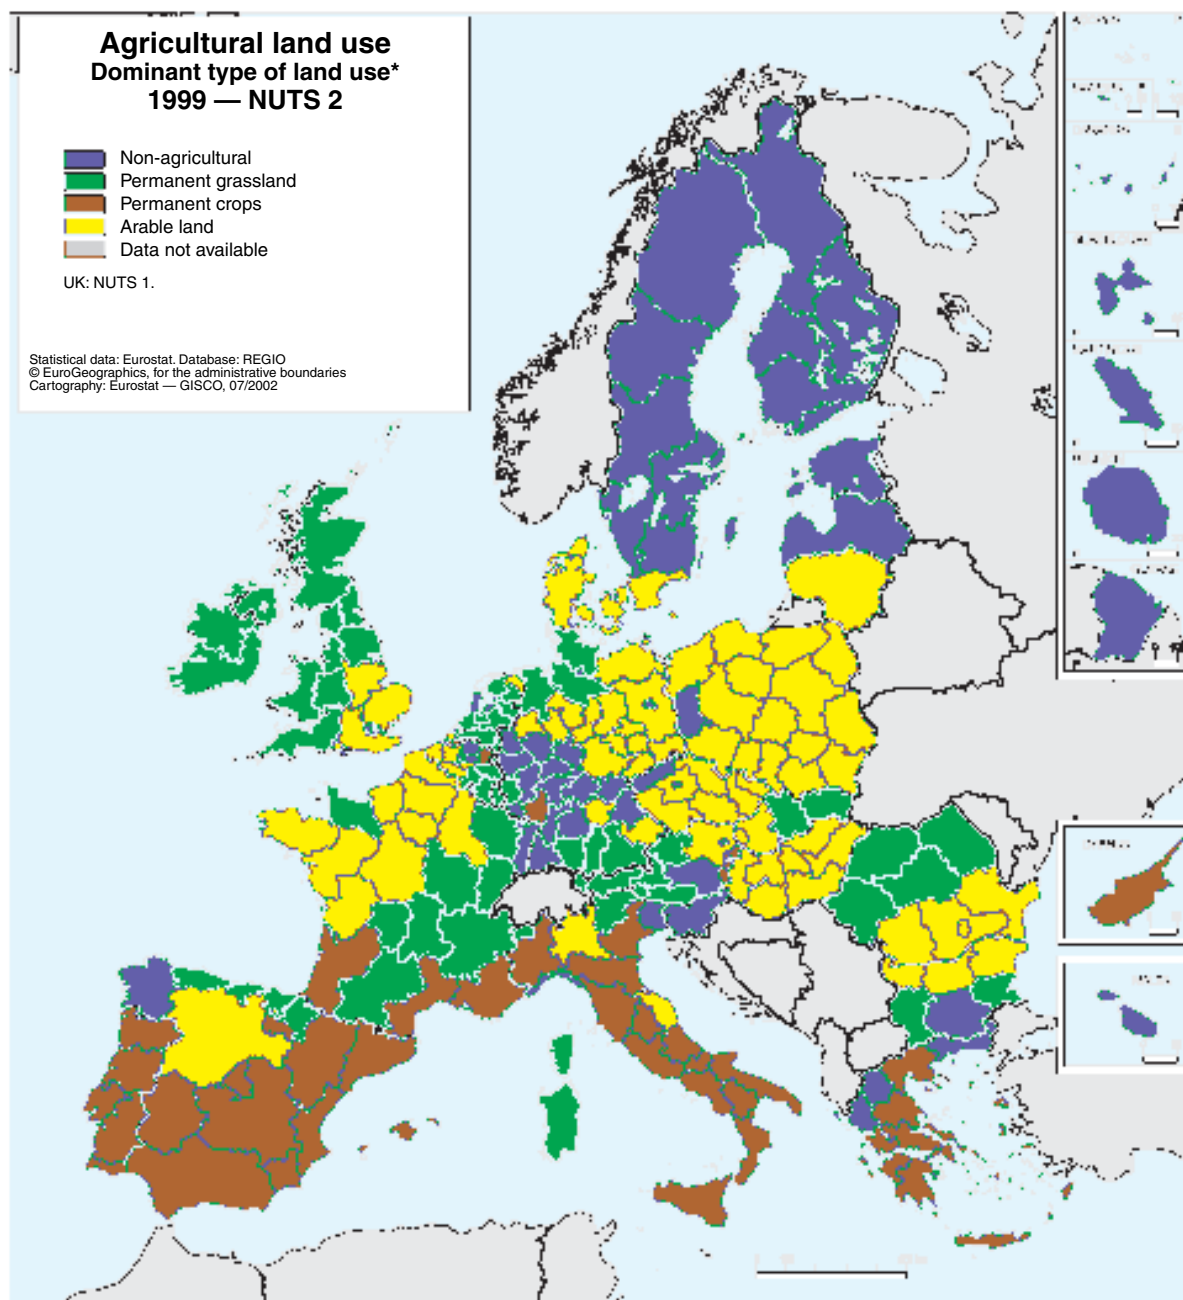 Agricultural land use
Dominant type of land use*
1999 — NUTS 2
Non-agricultural
Permanent grassland
Permanent crops
Arable land
Data not available
UK: NUTS 1.
Statistical data: Eurostat. Database: REGIO
© EuroGeographics, for the administrative boundaries
Cartography: Eurostat — GISCO, 07/2002